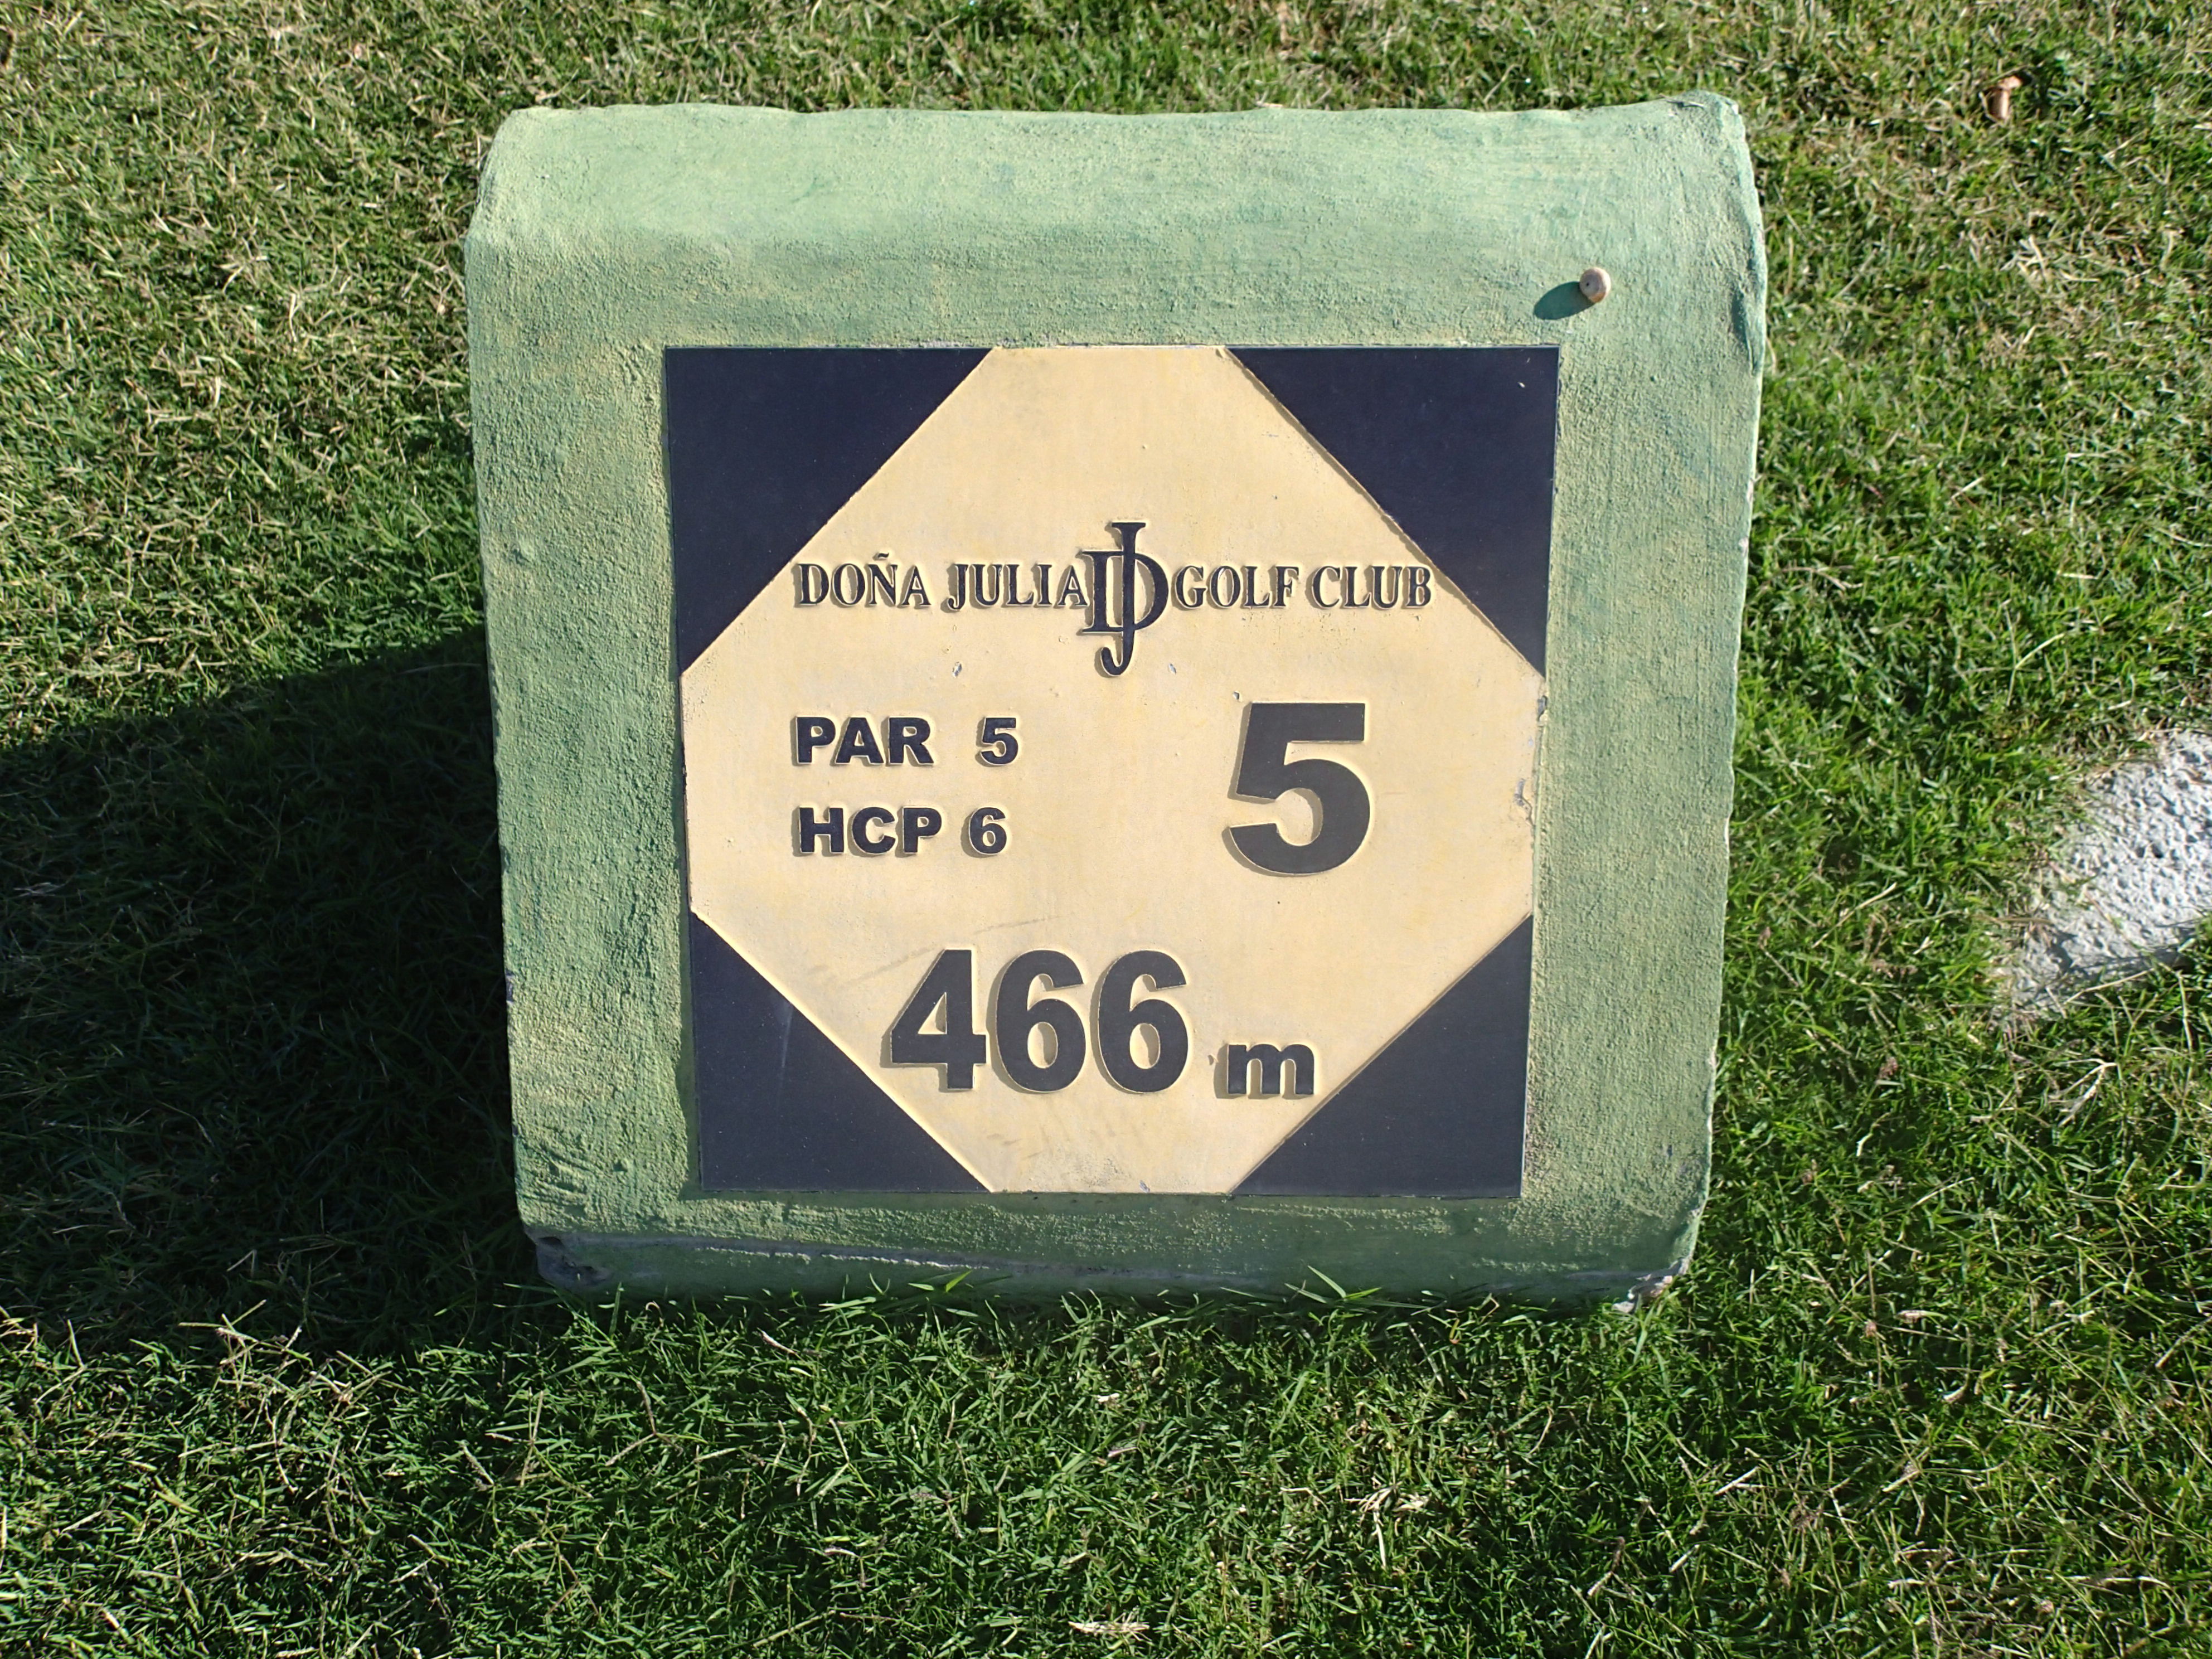 DOÑA JULIA DJ GOLF CLUB
PAR 5
HCP 6
5
466 m